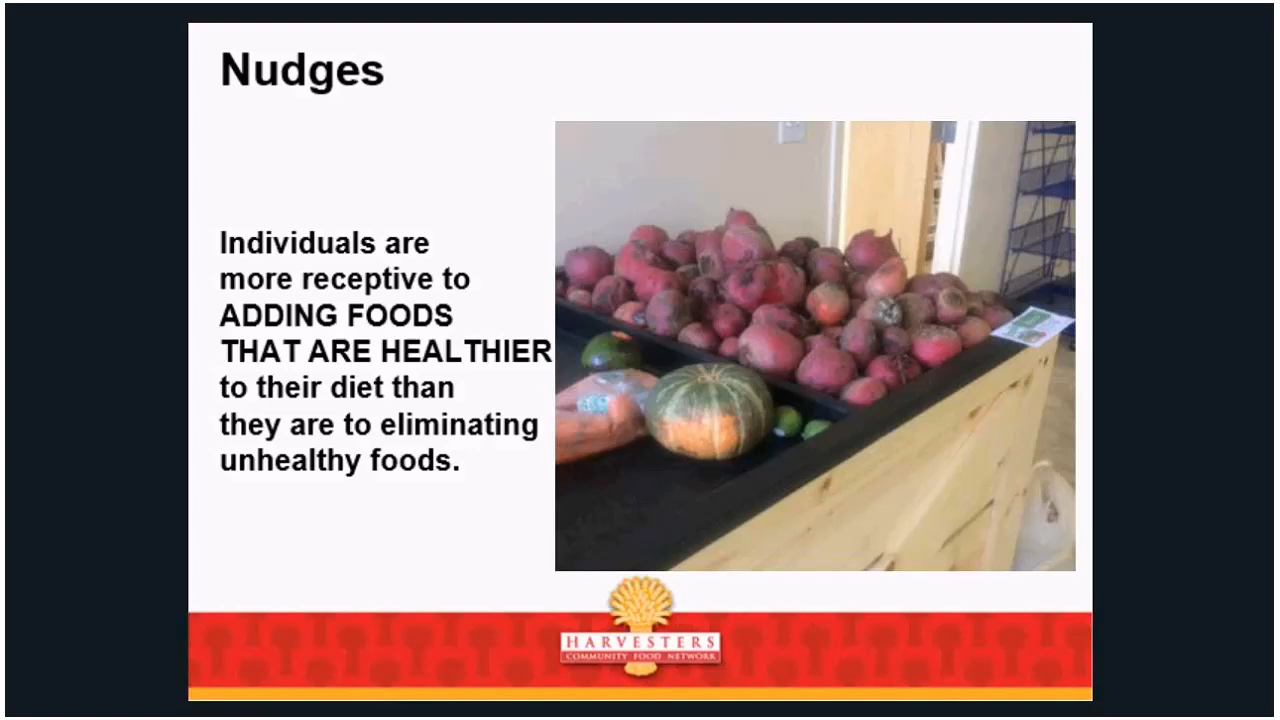 Nudges
Individuals are
more receptive to
ADDING FOODS
THAT ARE HEALTHIER
to their diet than
they are to eliminating
unhealthy foods.
HARVESTERS
COMMUNITY FOOD NETWORK